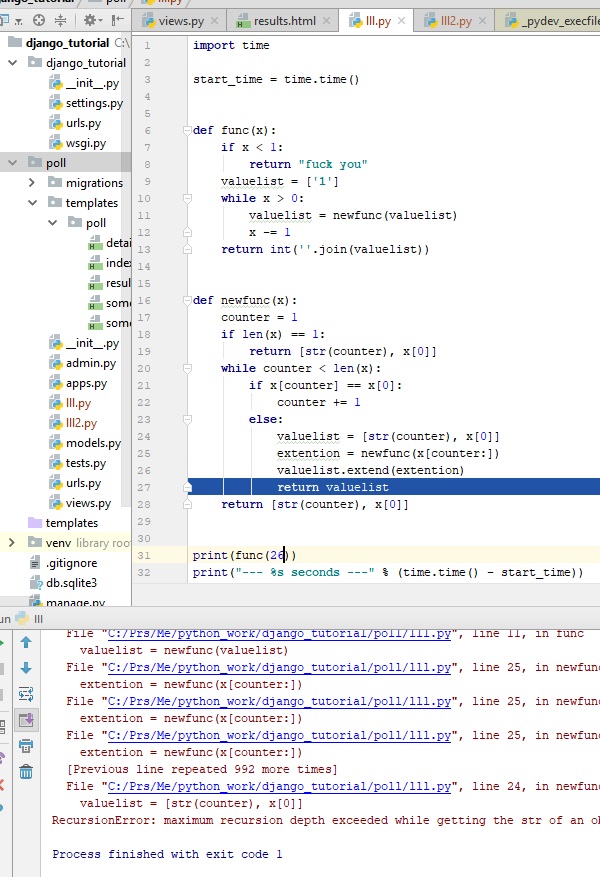 django_tutorial
views.py
results.html
lll.py
lll2.py
_pydev_execfile
django_tutorial C:\
django_tutorial
__init__.py
settings.py
urls.py
wsgi.py
poll
migrations
templates
poll
detai
index
resul
some
some
__init__.py
admin.py
apps.py
lll.py
lll2.py
models.py
tests.py
urls.py
views.py
templates
venv library roo
.gitignore
db.sqlite3
manage.py
1 import time
2
3 start_time = time.time()
4
5
6 def func(x):
7     if x < 1:
8         return "fuck you"
9     valuelist = ['1']
10     while x > 0:
11         valuelist = newfunc(valuelist)
12         x -= 1
13     return int(''.join(valuelist))
14
15
16 def newfunc(x):
17     counter = 1
18     if len(x) == 1:
19         return [str(counter), x[0]]
20     while counter < len(x):
21         if x[counter] == x[0]:
22             counter += 1
23         else:
24             valuelist = [str(counter), x[0]]
25             extention = newfunc(x[counter:])
26             valuelist.extend(extention)
27             return valuelist
28     return [str(counter), x[0]]
29
30
31 print(func(26))
32 print("--- %s seconds ---" % (time.time() - start_time))
un lll
File "C:/Prs/Me/python_work/django_tutorial/poll/lll.py", line 11, in func
valuelist = newfunc(valuelist)
File "C:/Prs/Me/python_work/django_tutorial/poll/lll.py", line 25, in newfunc
extention = newfunc(x[counter:])
File "C:/Prs/Me/python_work/django_tutorial/poll/lll.py", line 25, in newfunc
extention = newfunc(x[counter:])
File "C:/Prs/Me/python_work/django_tutorial/poll/lll.py", line 25, in newfunc
extention = newfunc(x[counter:])
[Previous line repeated 992 more times]
File "C:/Prs/Me/python_work/django_tutorial/poll/lll.py", line 24, in newfunc
valuelist = [str(counter), x[0]]
RecursionError: maximum recursion depth exceeded while getting the str of an ob
Process finished with exit code 1